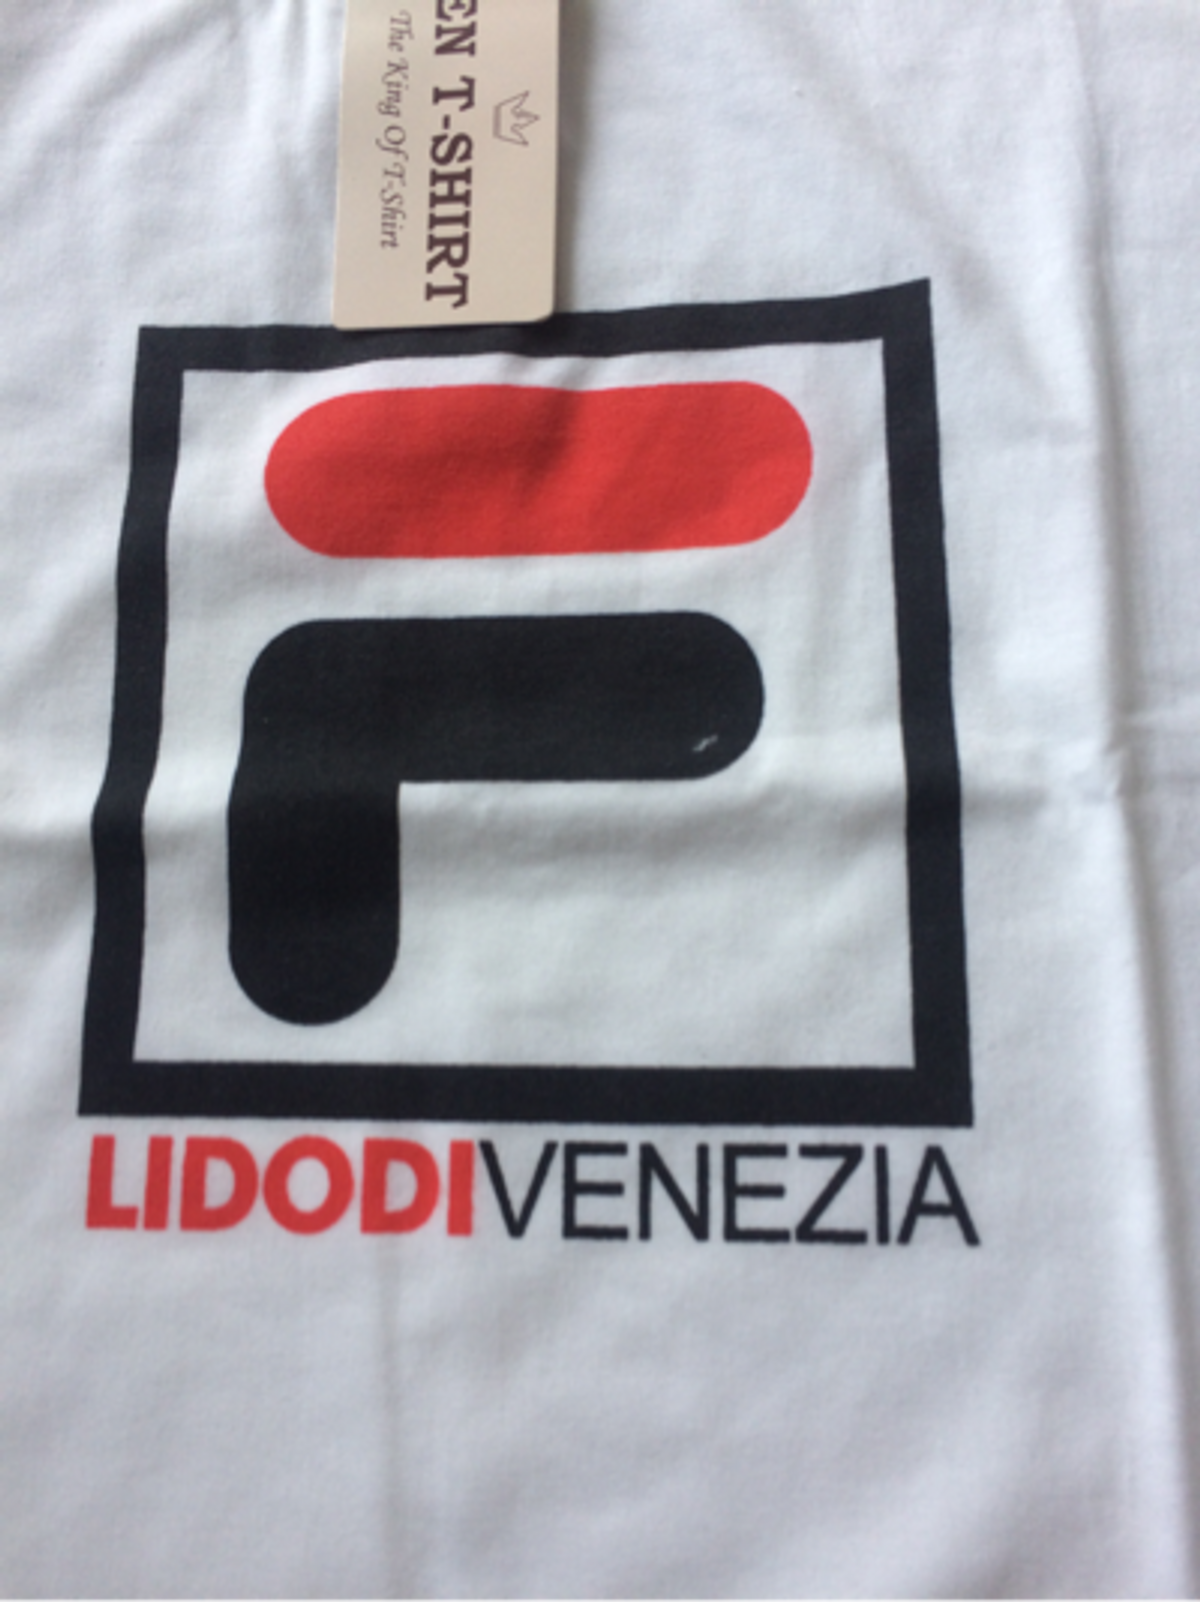 EN T-SHIRT
The King Of T-Shirt
F
LIDODIVENEZIA